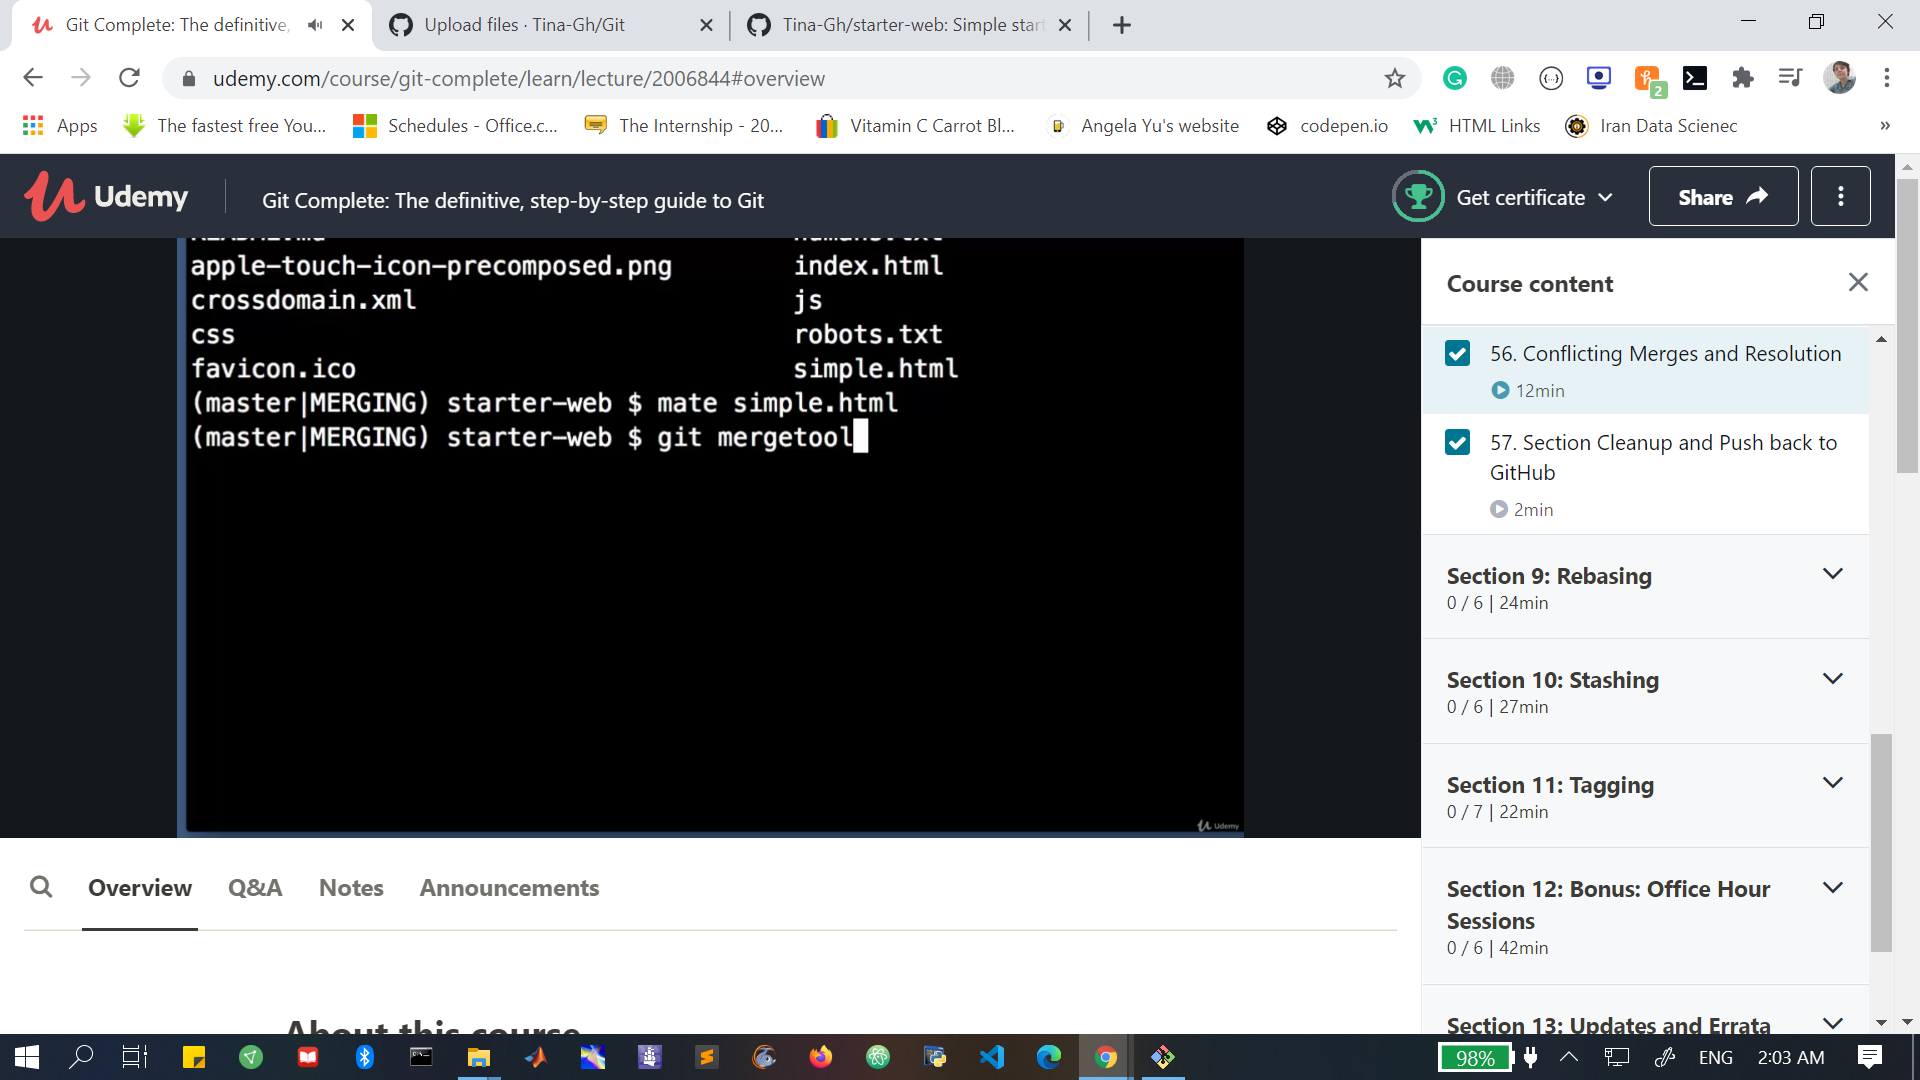 Git Complete: The definitive,
Upload files · Tina-Gh/Git
Tina-Gh/starter-web: Simple start
udemy.com/course/git-complete/learn/lecture/2006844#overview
2
Apps
The fastest free You...
Schedules - Office.c...
The Internship - 20...
Vitamin C Carrot Bl...
Angela Yu's website
codepen.io
HTML Links
Iran Data Scienec
»
Udemy
Git Complete: The definitive, step-by-step guide to Git
Get certificate
Share
README.md humans.txt
apple-touch-icon-precomposed.png index.html
crossdomain.xml js
css robots.txt
favicon.ico simple.html
(master|MERGING) starter-web $ mate simple.html
(master|MERGING) starter-web $ git mergetool
Udemy
Course content
56. Conflicting Merges and Resolution
12min
57. Section Cleanup and Push back to
GitHub
2min
Section 9: Rebasing
0 / 6 | 24min
Section 10: Stashing
0 / 6 | 27min
Section 11: Tagging
0 / 7 | 22min
Section 12: Bonus: Office Hour
Sessions
0 / 6 | 42min
Section 13: Updates and Errata
Overview
Q&A
Notes
Announcements
About this course
98%
ENG
2:03 AM